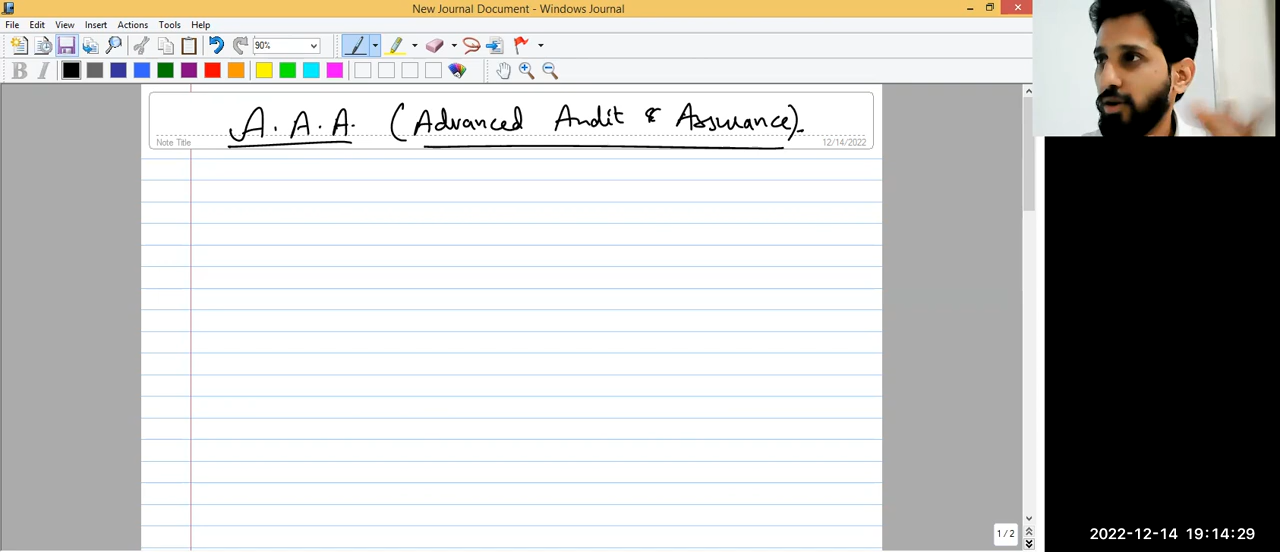 New Journal Document - Windows Journal
File Edit View Insert Actions Tools Help
90%
B I
A. A. A. (Advanced Audit & Assurance).
Note Title
12/14/2022
1 / 2
2022-12-14 19:14:29